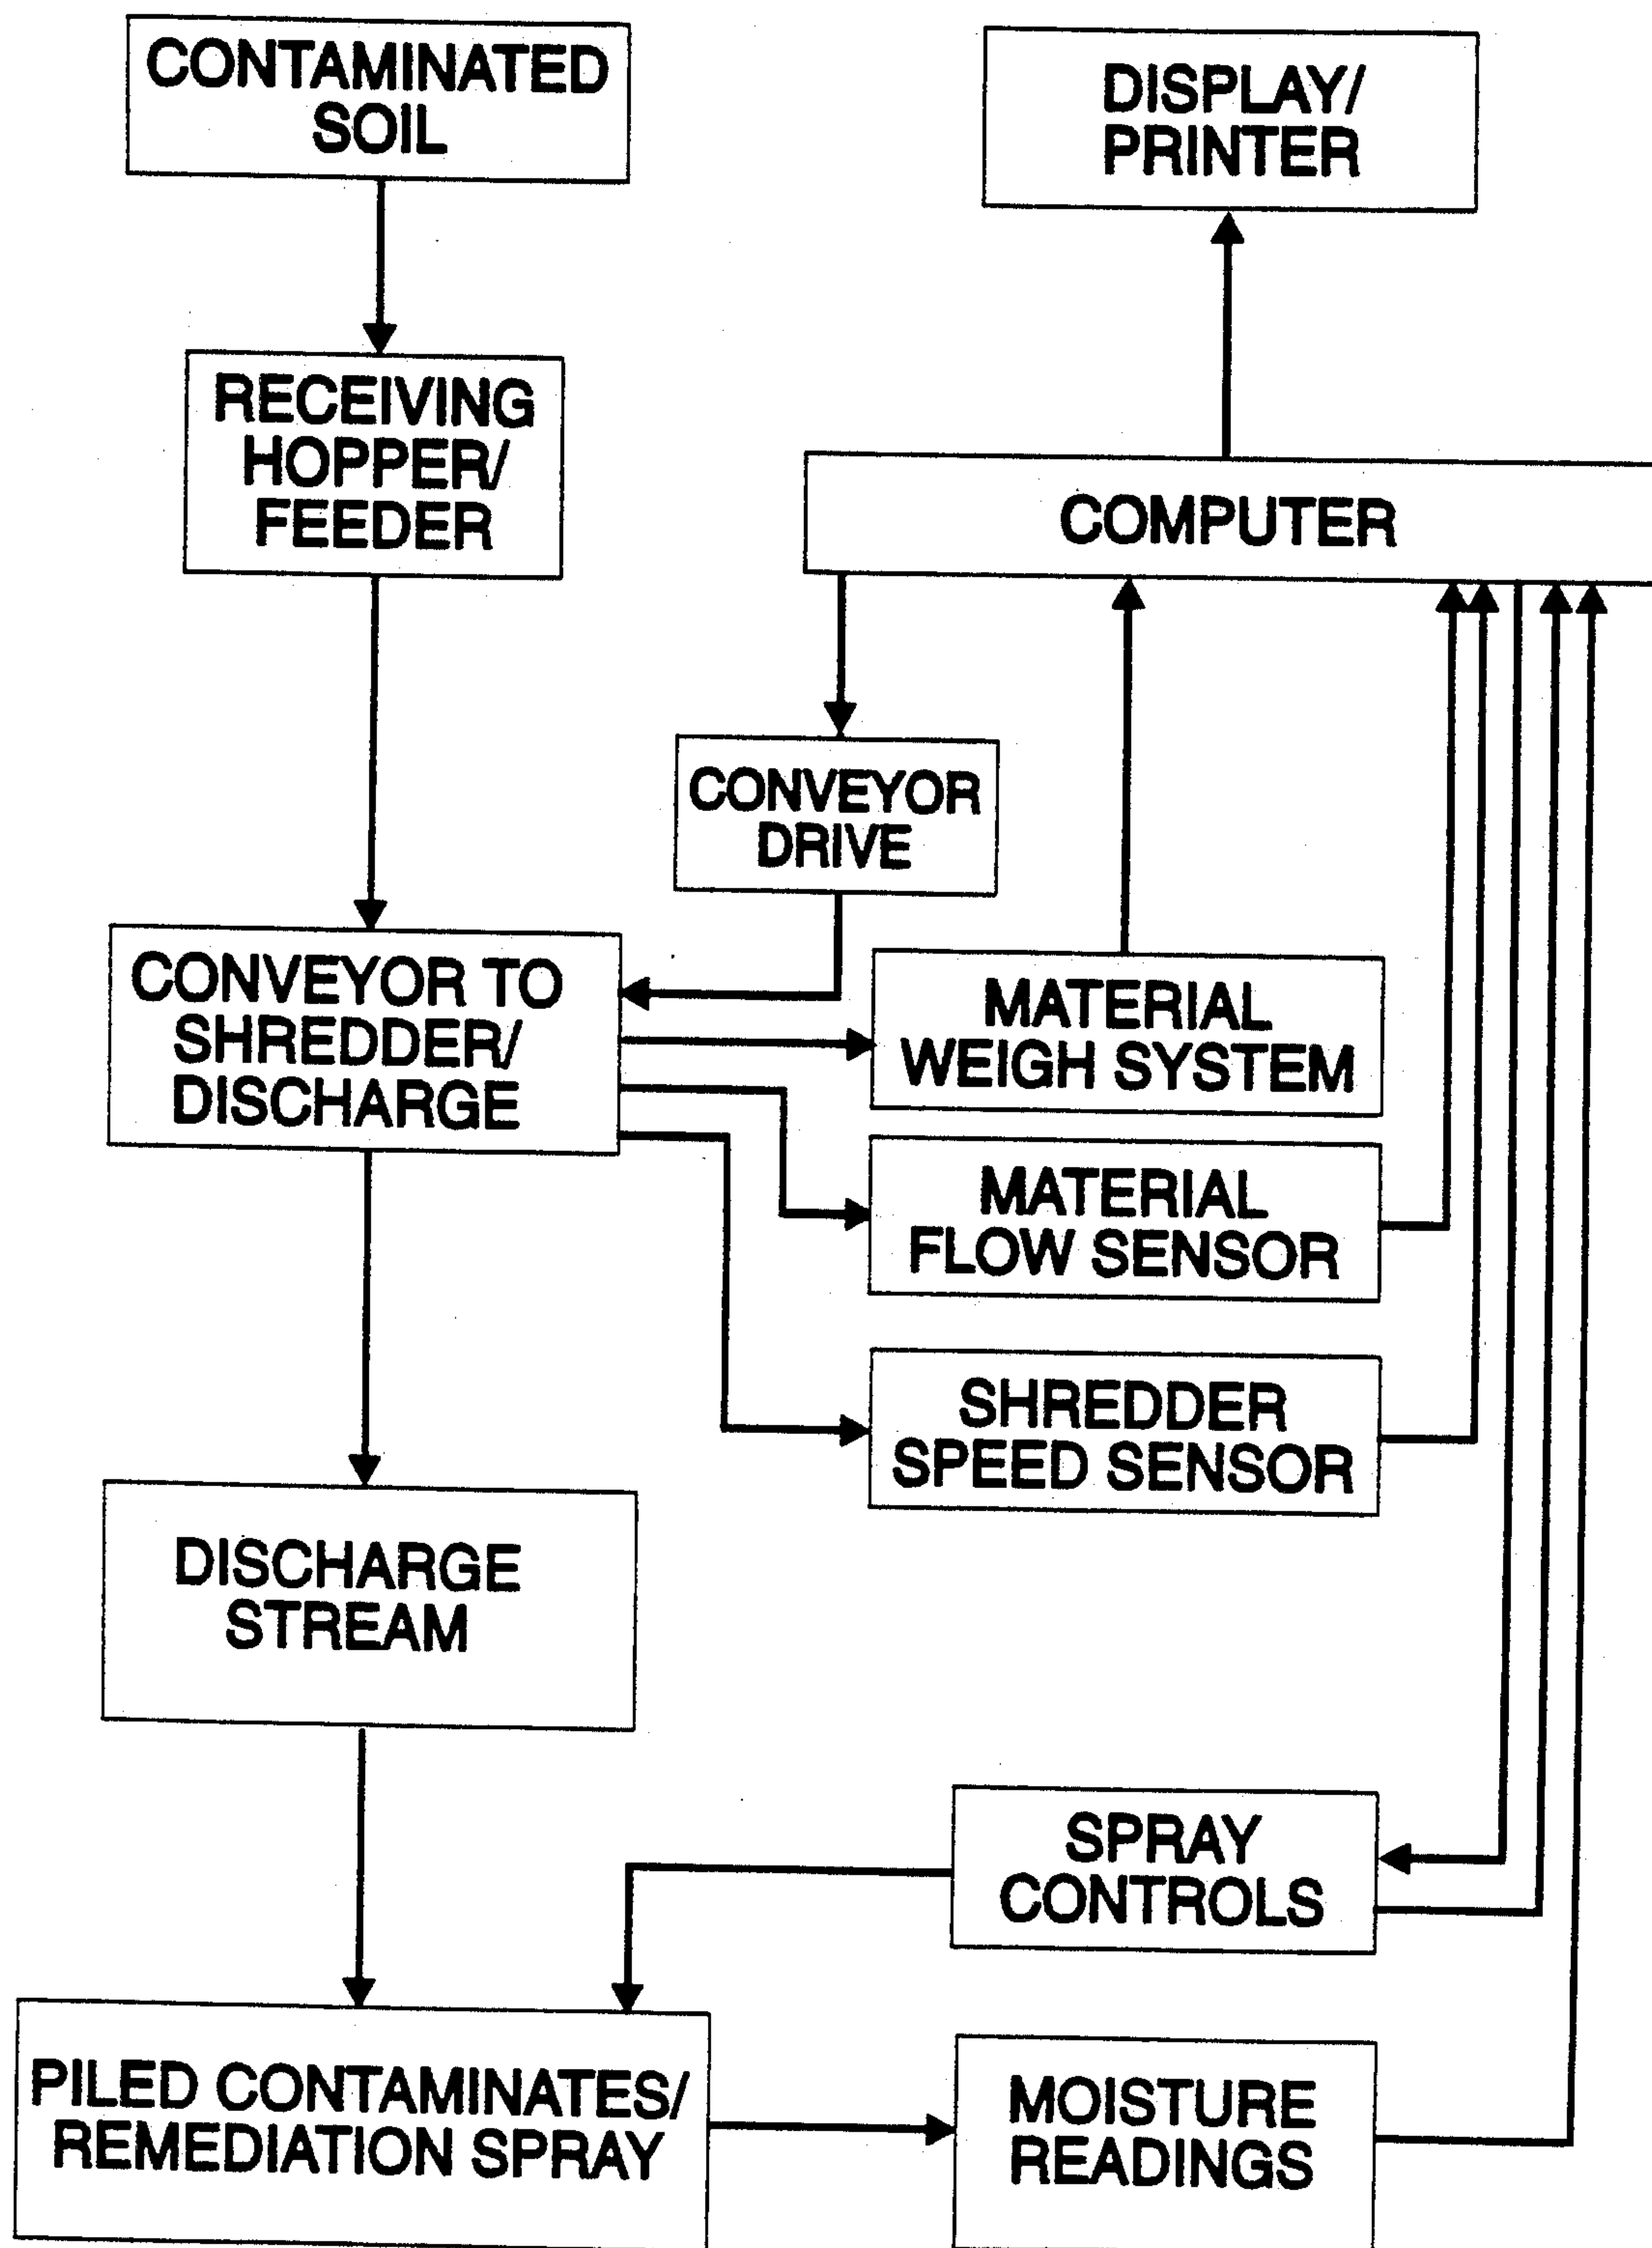 CONTAMINATED
SOIL
DISPLAY/
PRINTER
RECEIVING
HOPPER/
FEEDER
COMPUTER
CONVEYOR
DRIVE
CONVEYOR TO
SHREDDER/
DISCHARGE
MATERIAL
WEIGH SYSTEM
MATERIAL
FLOW SENSOR
SHREDDER
SPEED SENSOR
DISCHARGE
STREAM
SPRAY
CONTROLS
PILED CONTAMINATES/
REMEDIATION SPRAY
MOISTURE
READINGS